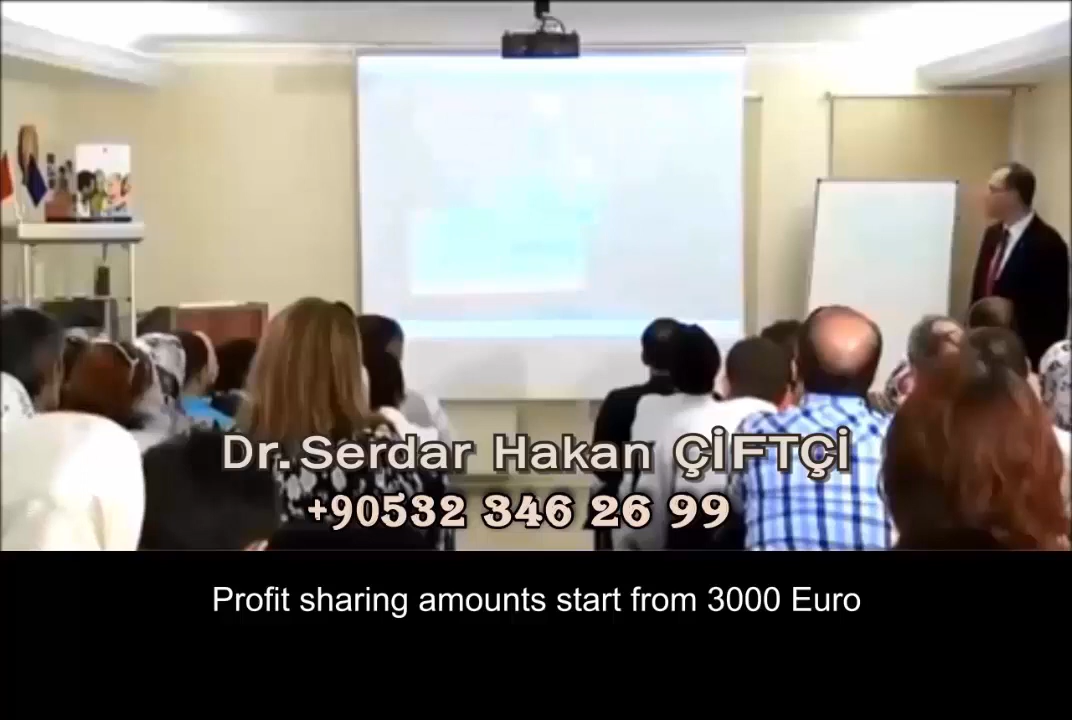 Dr. Serdar Hakan ÇİFTÇİ
+90532 346 26 99
Profit sharing amounts start from 3000 Euro